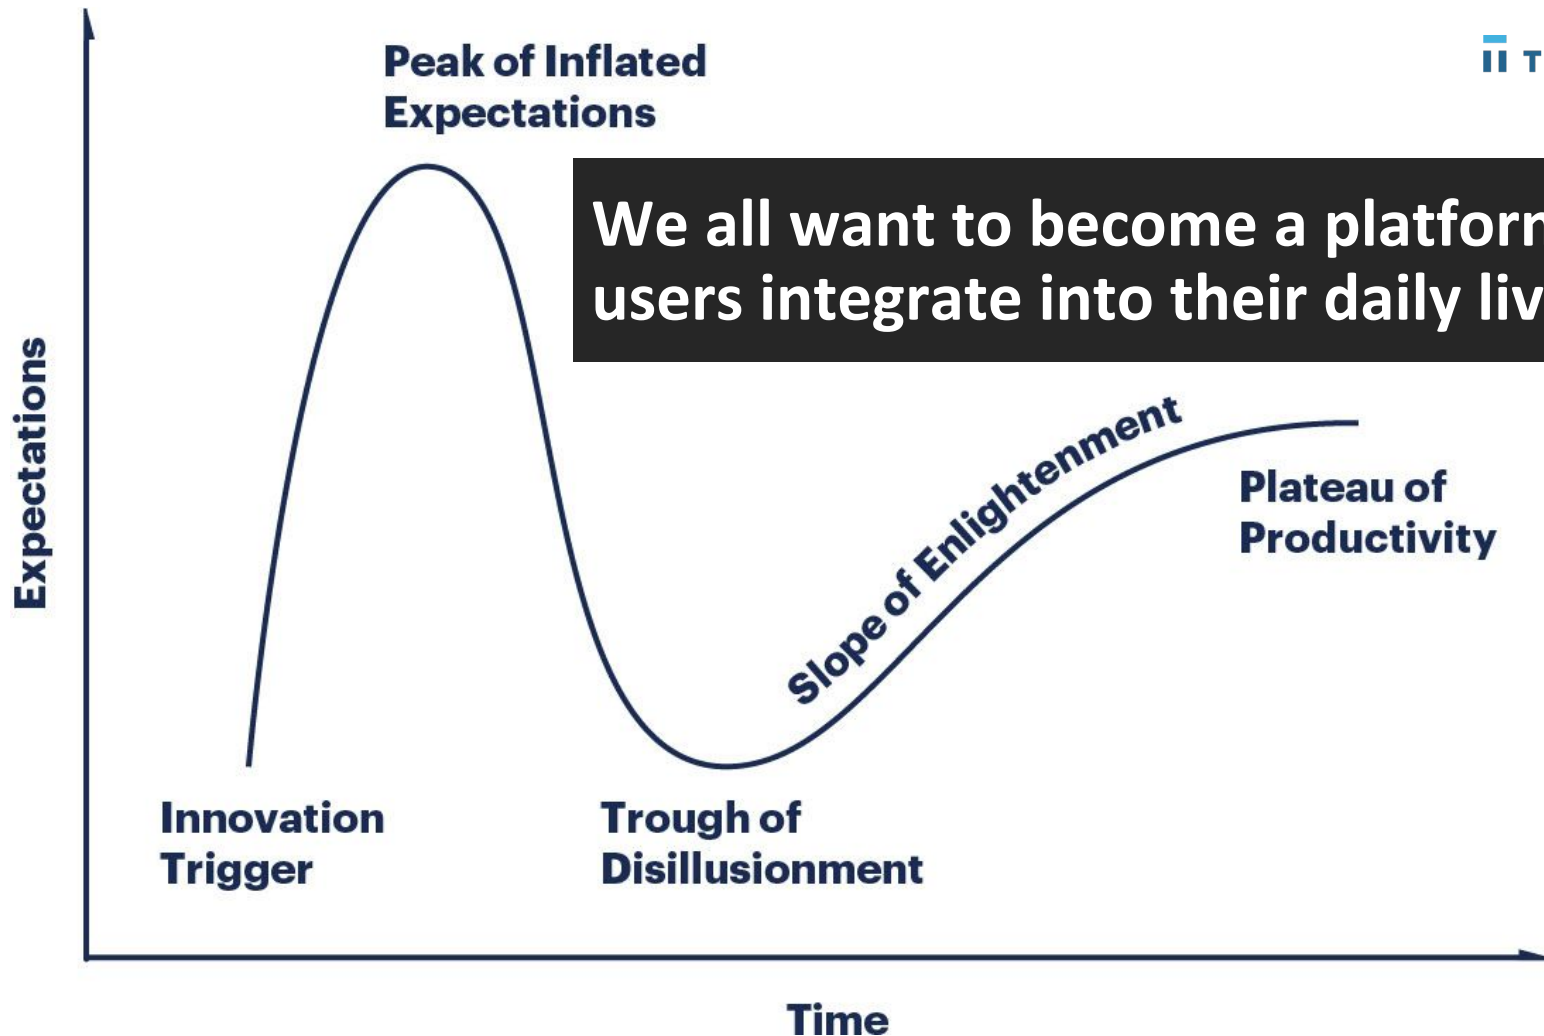 Peak of Inflated
Expectations
T
We all want to become a platform
users integrate into their daily liv
Expectations
Slope of Enlightenment
Plateau of
Productivity
Innovation
Trigger
Trough of
Disillusionment
Time